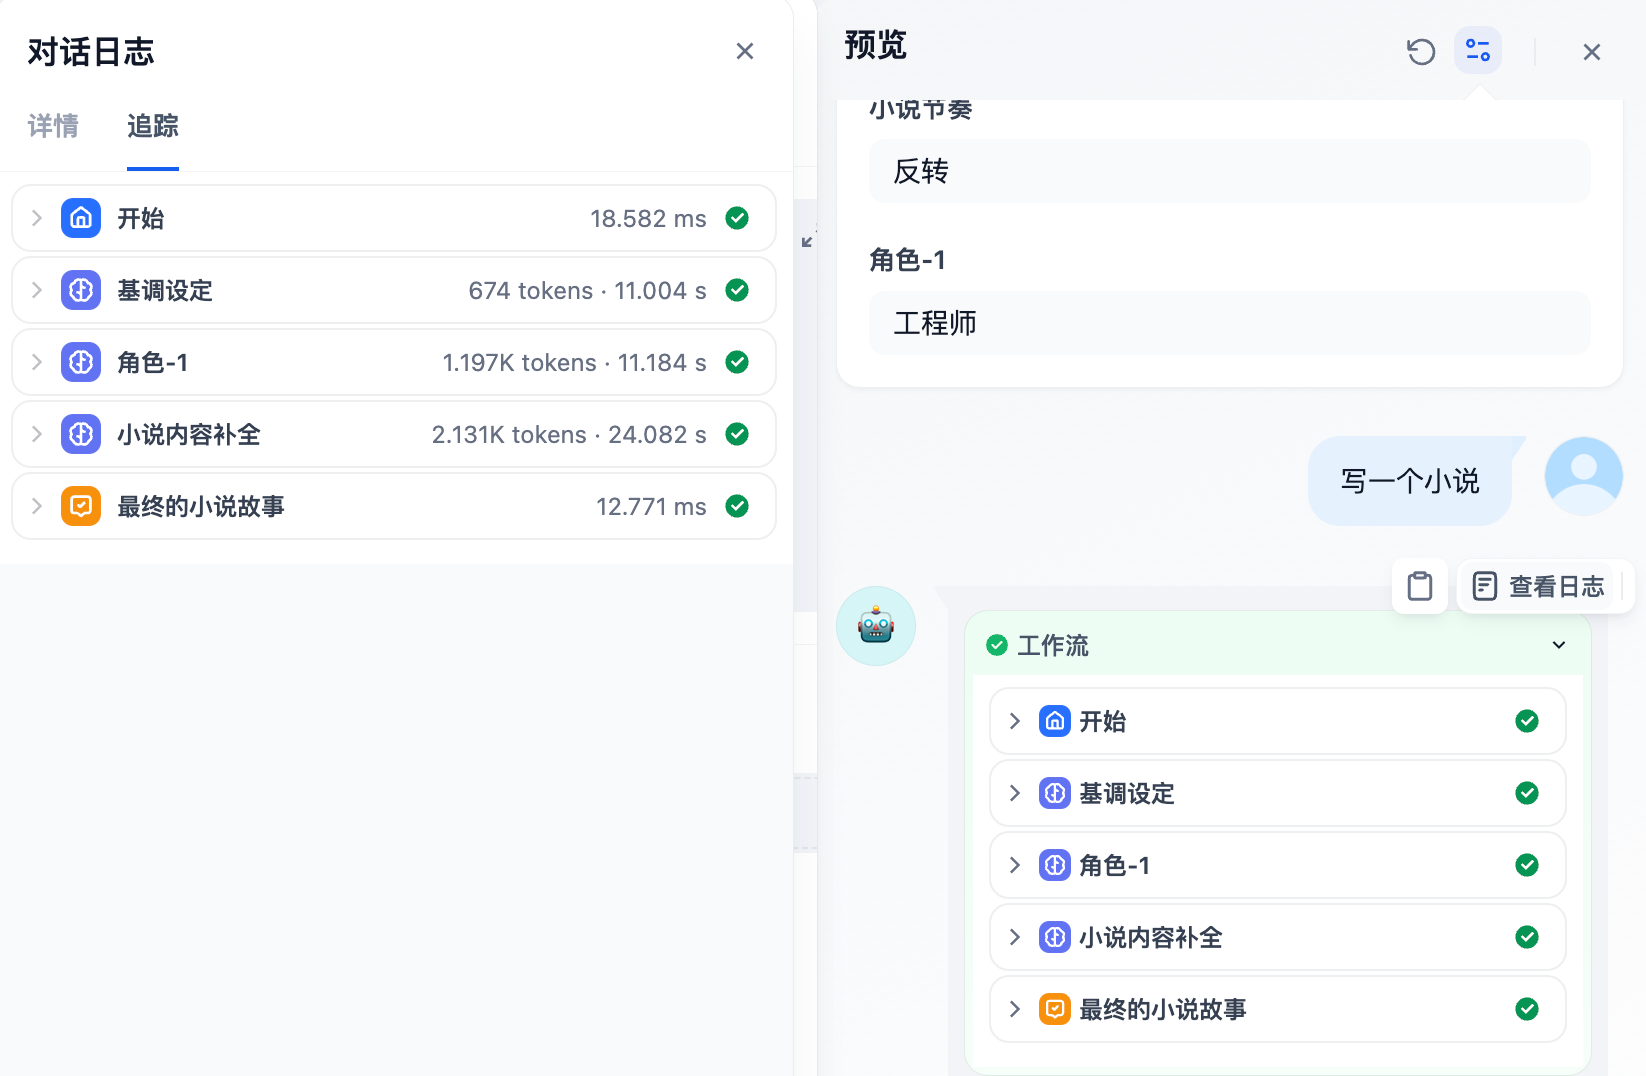 对话日志
详情
追踪
开始
18.582 ms
基调设定
674 tokens · 11.004 s
角色-1
1.197K tokens · 11.184 s
小说内容补全
2.131K tokens · 24.082 s
最终的小说故事
12.771 ms
预览
小说节奏
反转
角色-1
工程师
写一个小说
查看日志
工作流
开始
基调设定
角色-1
小说内容补全
最终的小说故事